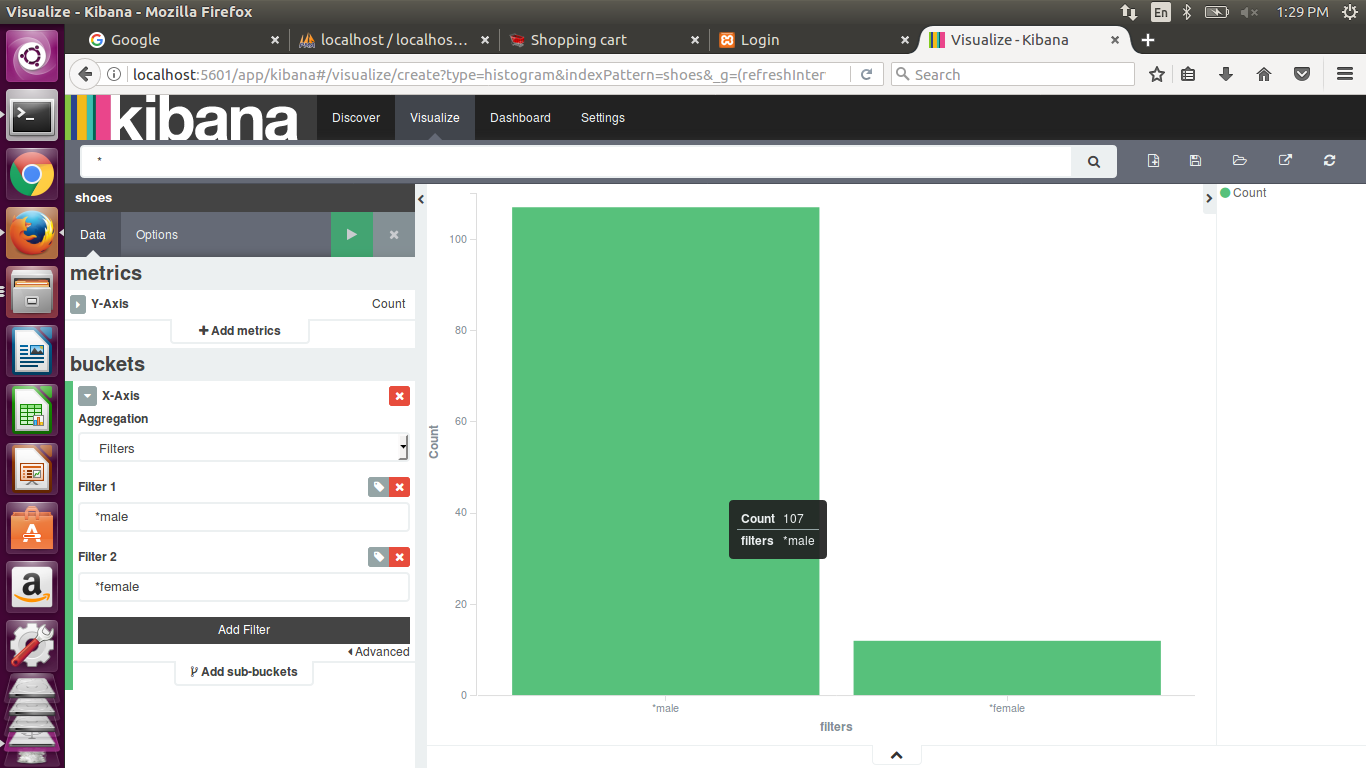 Visualize - Kibana - Mozilla Firefox
En
1:29 PM
Google
localhost / localhos...
Shopping cart
Login
Visualize - Kibana
localhost:5601/app/kibana#/visualize/create?type=histogram&indexPattern=shoes&_g=(refreshInter
Search
kibana
Discover
Visualize
Dashboard
Settings
*
shoes
Data
Options
metrics
Y-Axis
Count
Add metrics
buckets
X-Axis
Aggregation
Filters
Filter 1
*male
Filter 2
*female
Add Filter
Advanced
Add sub-buckets
Count
100
80
60
40
20
0
Count 107
filters *male
*male
*female
filters
Count